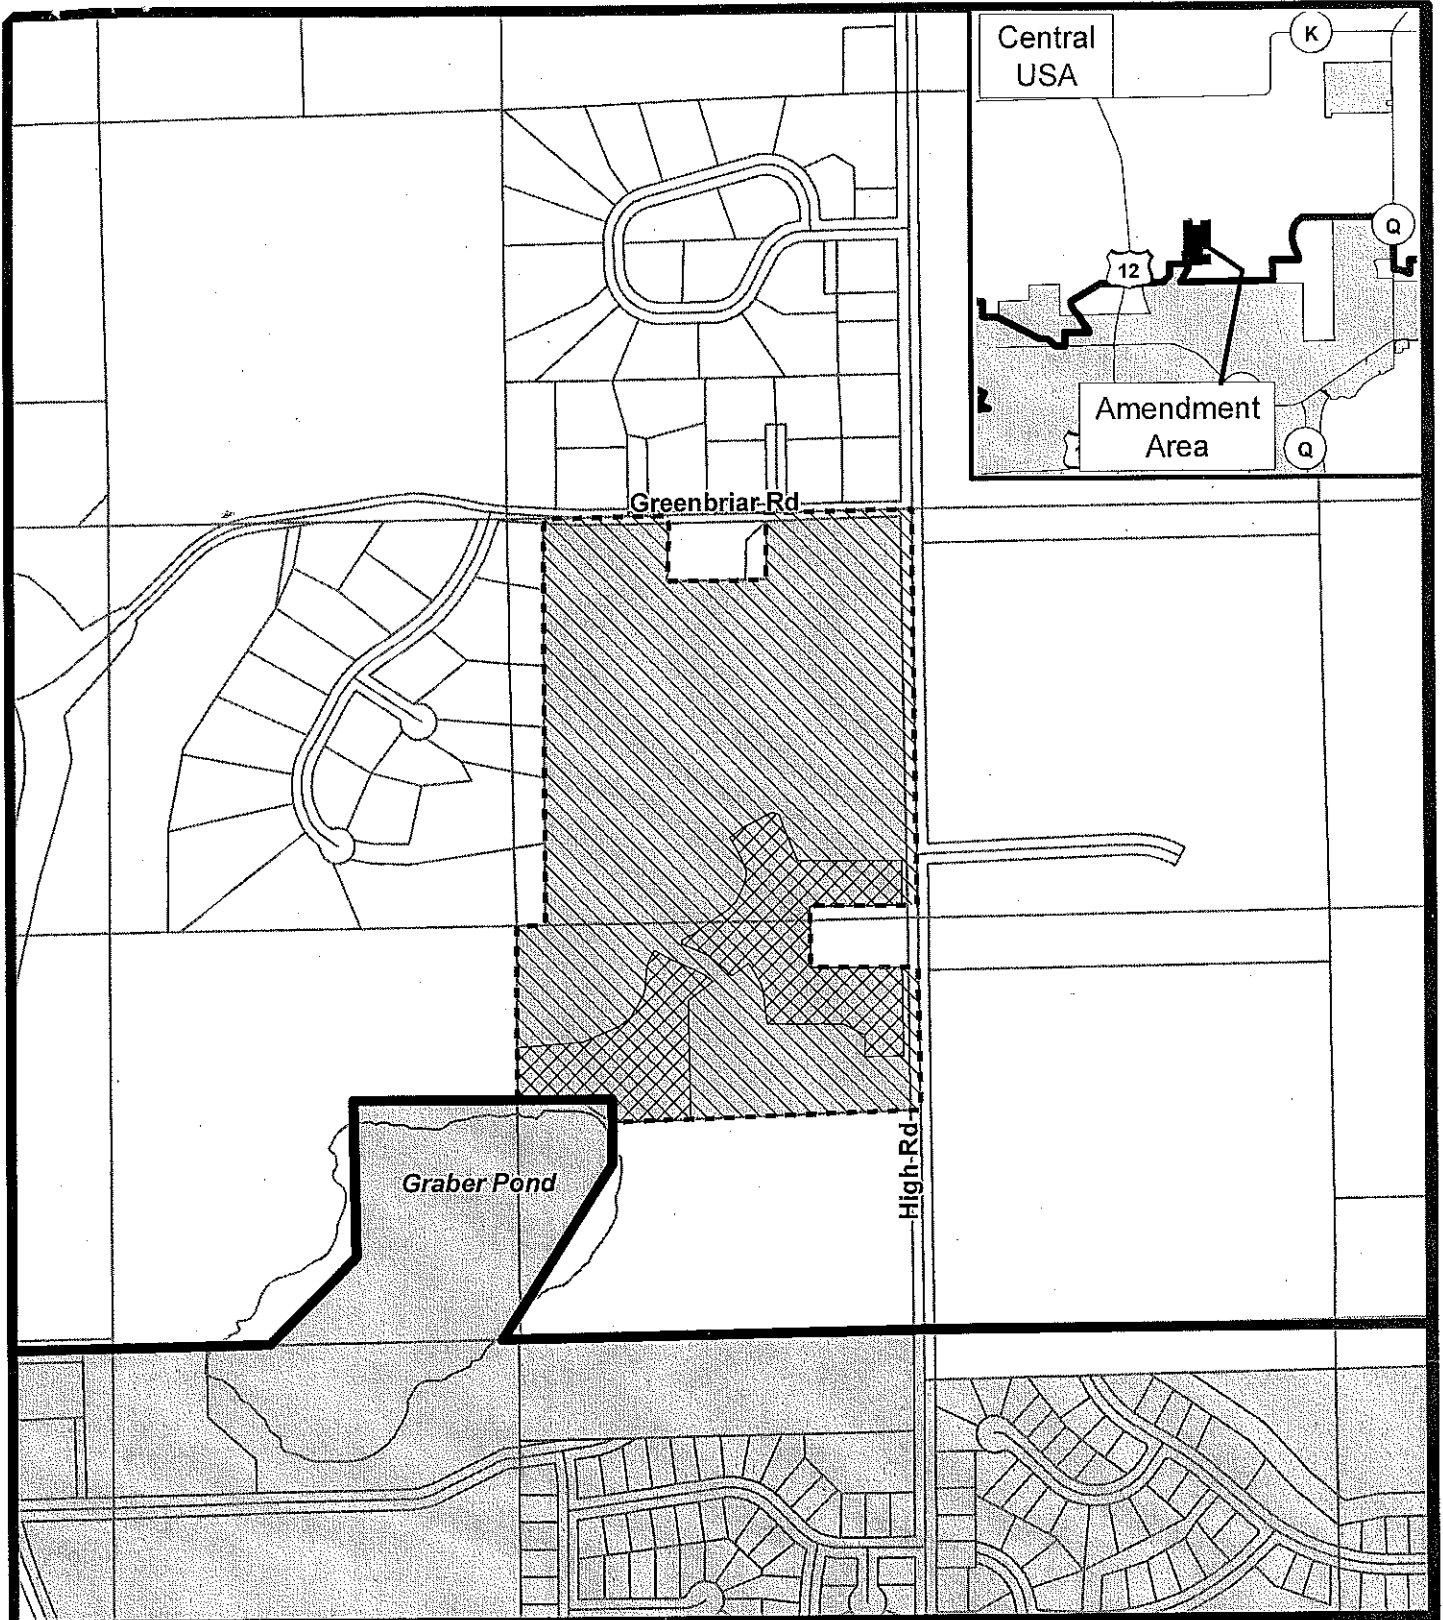 Central
USA
K
Q
12
Amendment
Area
Q
Greenbriar Rd
Graber Pond
High Rd